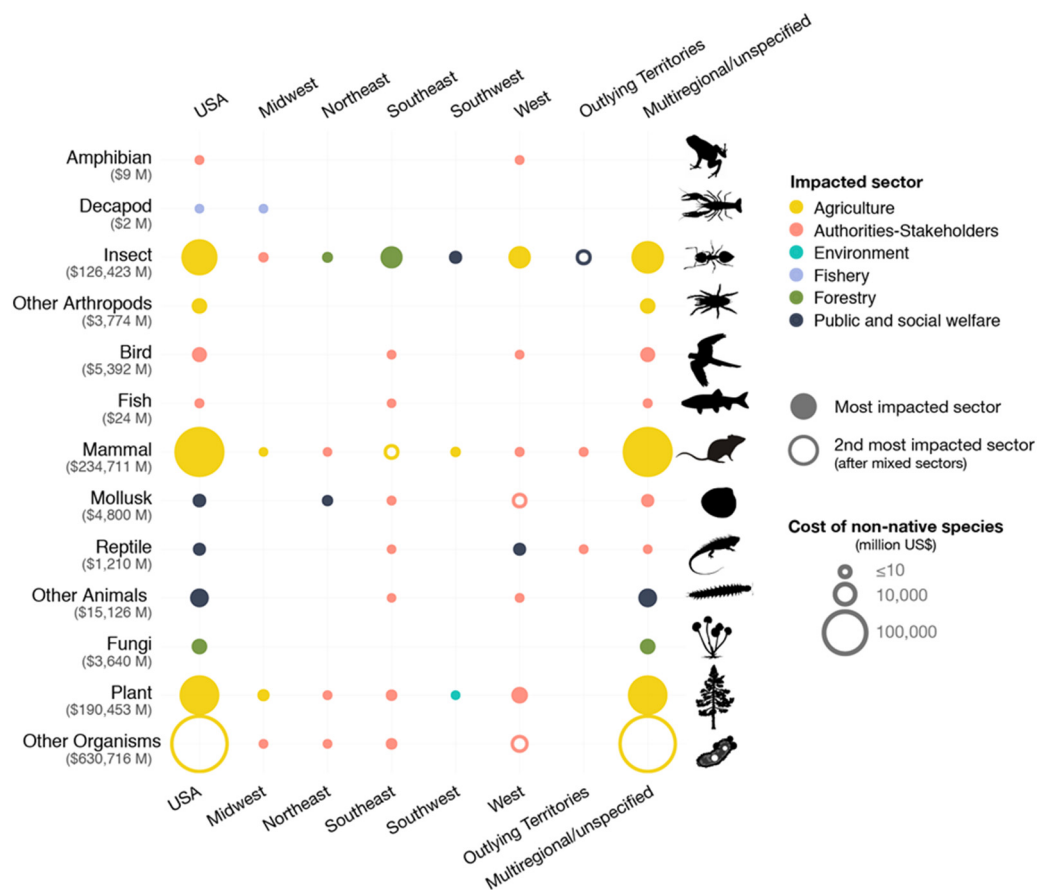 USA
Midwest
Northeast
Southeast
Southwest
West
Outlying Territories
Multiregional/unspecified
Amphibian
($9 M)
Decapod
($2 M)
Insect
($126,423 M)
Other Arthropods
($3,774 M)
Bird
($5,392 M)
Fish
($24 M)
Mammal
($234,711 M)
Mollusk
($4,800 M)
Reptile
($1,210 M)
Other Animals
($15,126 M)
Fungi
($3,640 M)
Plant
($190,453 M)
Other Organisms
($630,716 M)
USA
Midwest
Northeast
Southeast
Southwest
West
Outlying Territories
Multiregional/unspecified
Impacted sector
Agriculture
Authorities-Stakeholders
Environment
Fishery
Forestry
Public and social welfare
Most impacted sector
2nd most impacted sector
(after mixed sectors)
Cost of non-native species
(million US$)
≤10
10,000
100,000